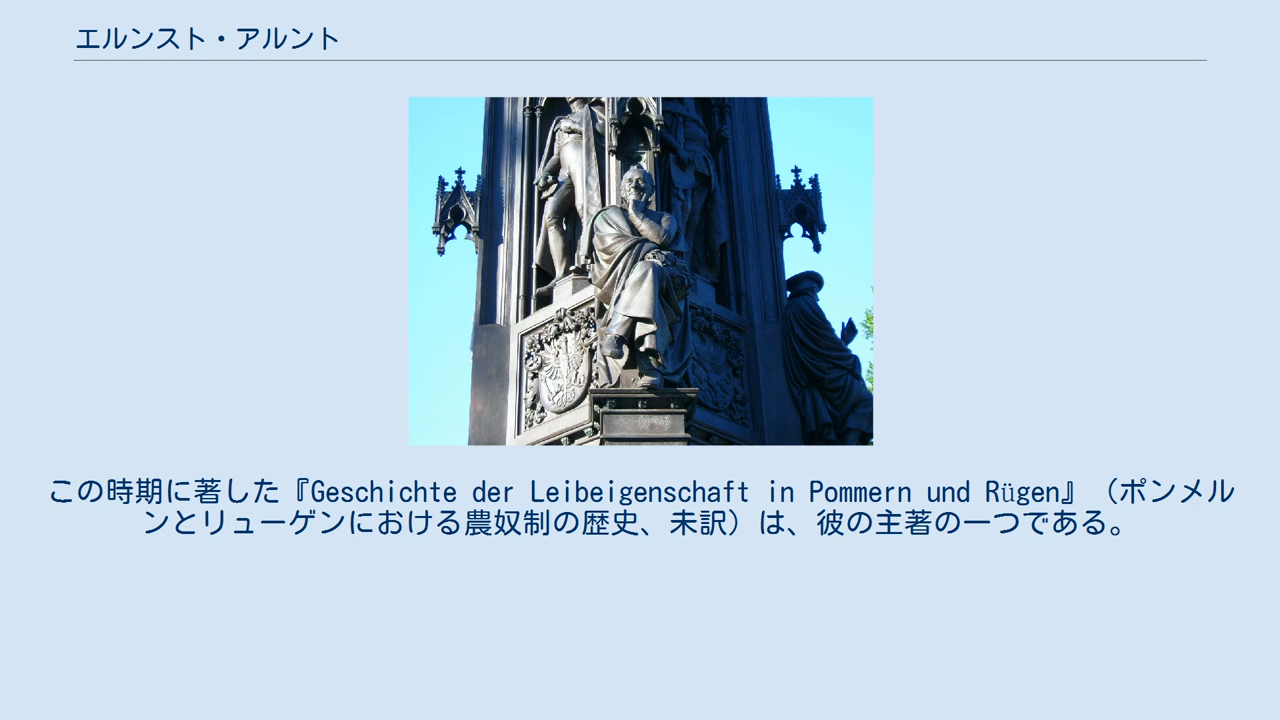 エルンスト・アルント
この時期に著した『Geschichte der Leibeigenschaft in Pommern und Rügen』（ポンメル
ンとリューゲンにおける農奴制の歴史、未訳）は、彼の主著の一つである。